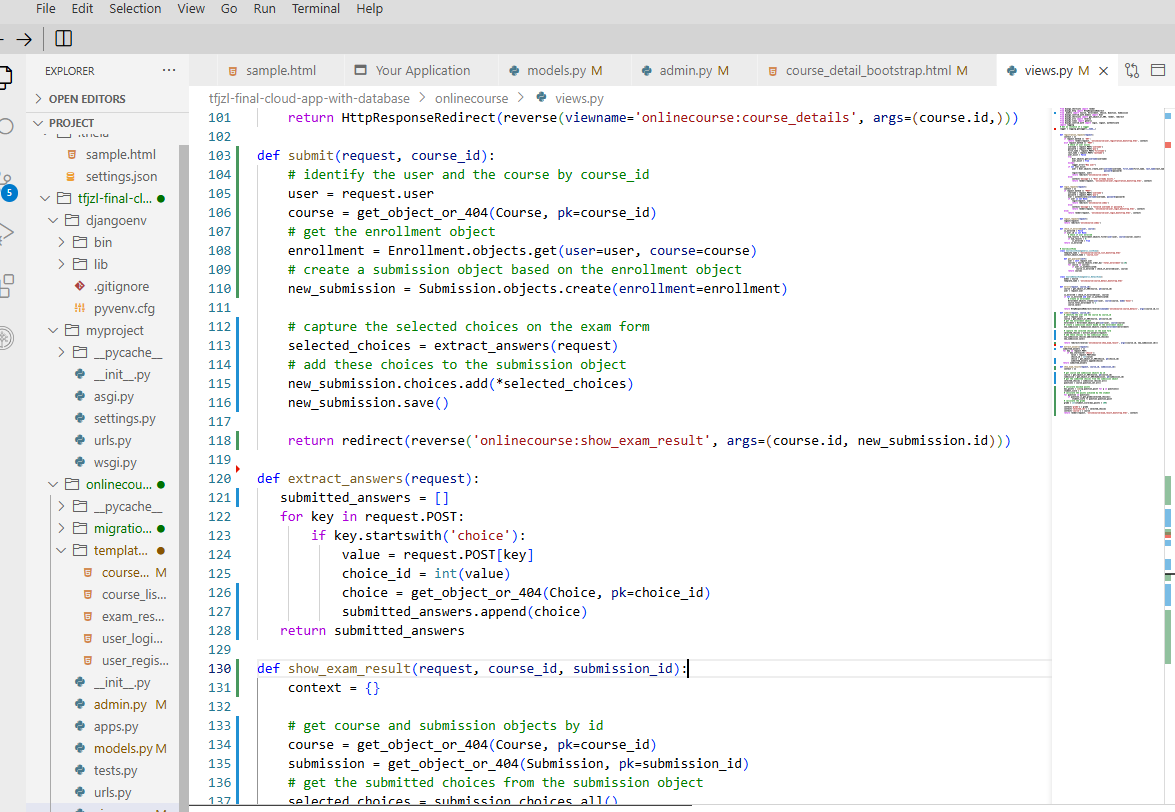 File Edit Selection View Go Run Terminal Help
EXPLORER ···
sample.html Your Application models.py M admin.py M course_detail_bootstrap.html M views.py M
OPEN EDITORS
PROJECT
sample.html
settings.json
5
tfjzl-final-cl...
djangoenv
bin
lib
.gitignore
pyvenv.cfg
myproject
__pycache__
__init__.py
asgi.py
settings.py
urls.py
wsgi.py
onlinecou...
__pycache__
migratio...
templat...
course... M
course_lis...
exam_res...
user_logi...
user_regis...
__init__.py
admin.py M
apps.py
models.py M
tests.py
urls.py
tfjzl-final-cloud-app-with-database > onlinecourse > views.py
101 return HttpResponseRedirect(reverse(viewname='onlinecourse:course_details', args=(course.id,)))
102
103 def submit(request, course_id):
104 # identify the user and the course by course_id
105 user = request.user
106 course = get_object_or_404(Course, pk=course_id)
107 # get the enrollment object
108 enrollment = Enrollment.objects.get(user=user, course=course)
109 # create a submission object based on the enrollment object
110 new_submission = Submission.objects.create(enrollment=enrollment)
111
112 # capture the selected choices on the exam form
113 selected_choices = extract_answers(request)
114 # add these choices to the submission object
115 new_submission.choices.add(*selected_choices)
116 new_submission.save()
117
118 return redirect(reverse('onlinecourse:show_exam_result', args=(course.id, new_submission.id)))
119
120 def extract_answers(request):
121 submitted_answers = []
122 for key in request.POST:
123 if key.startswith('choice'):
124 value = request.POST[key]
125 choice_id = int(value)
126 choice = get_object_or_404(Choice, pk=choice_id)
127 submitted_answers.append(choice)
128 return submitted_answers
129
130 def show_exam_result(request, course_id, submission_id):
131 context = {}
132
133 # get course and submission objects by id
134 course = get_object_or_404(Course, pk=course_id)
135 submission = get_object_or_404(Submission, pk=submission_id)
136 # get the submitted choices from the submission object
137 selected_choices = submission.choices.all()